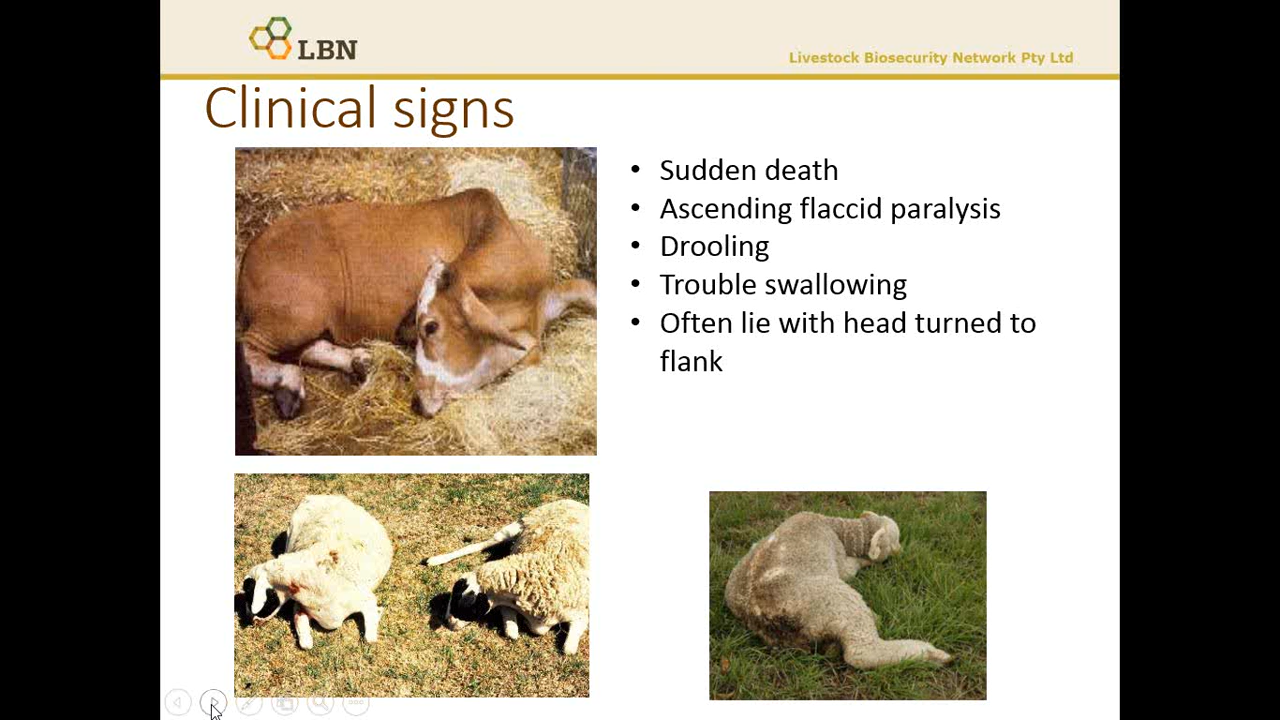 LBN
Livestock Biosecurity Network Pty Ltd
Clinical signs
• Sudden death
• Ascending flaccid paralysis
• Drooling
• Trouble swallowing
• Often lie with head turned to
flank